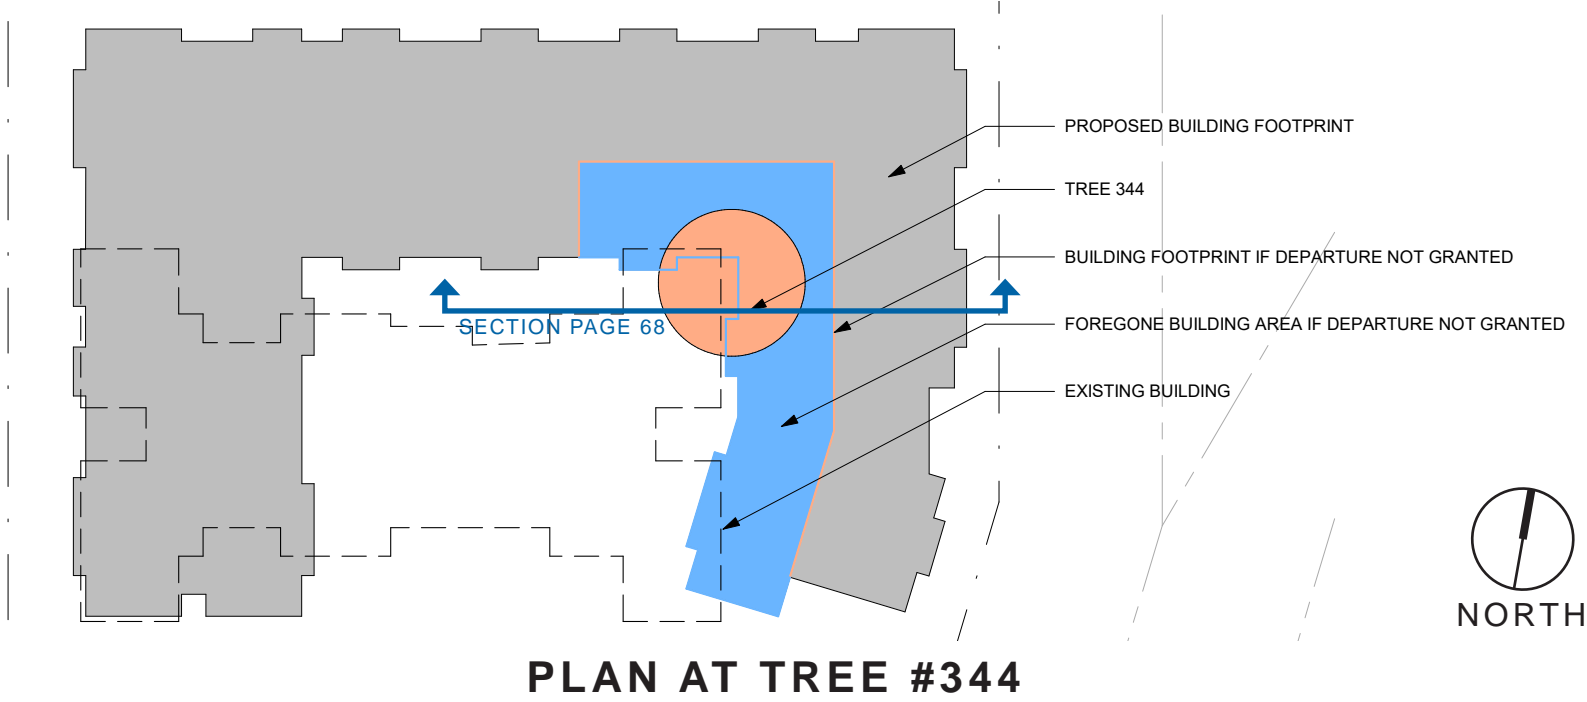 PROPOSED BUILDING FOOTPRINT
TREE 344
BUILDING FOOTPRINT IF DEPARTURE NOT GRANTED
SECTION PAGE 68
FOREGONE BUILDING AREA IF DEPARTURE NOT GRANTED
EXISTING BUILDING
NORTH
PLAN AT TREE #344